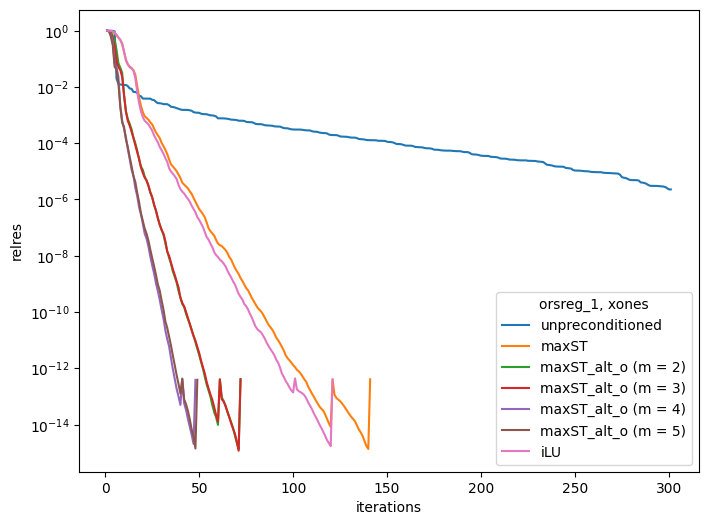 10^0
10^-2
10^-4
10^-6
10^-8
10^-10
10^-12
10^-14
relres
0 50 100 150 200 250 300
iterations
orsreg_1, xones
unpreconditioned
maxST
maxST_alt_o (m = 2)
maxST_alt_o (m = 3)
maxST_alt_o (m = 4)
maxST_alt_o (m = 5)
iLU